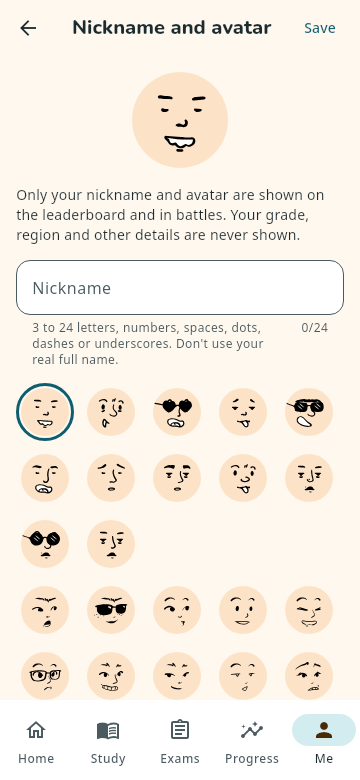 Nickname and avatar
Save
Only your nickname and avatar are shown on
the leaderboard and in battles. Your grade,
region and other details are never shown.
Nickname
3 to 24 letters, numbers, spaces, dots,
dashes or underscores. Don't use your
real full name.
0/24
Home
Study
Exams
Progress
Me